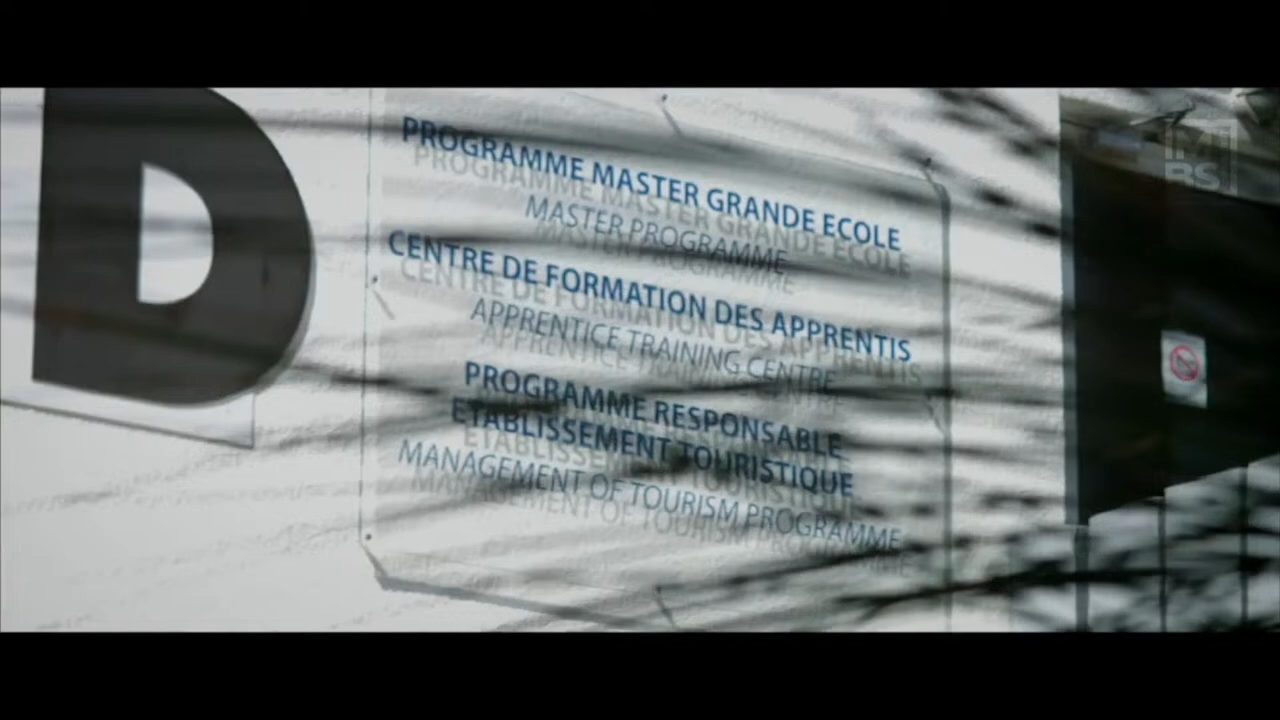 D
PROGRAMME MASTER GRANDE ECOLE
MASTER PROGRAMME
CENTRE DE FORMATION DES APPRENTIS
APPRENTICE TRAINING CENTRE
PROGRAMME RESPONSABLE
ETABLISSEMENT TOURISTIQUE
MANAGEMENT OF TOURISM PROGRAMME
MBS